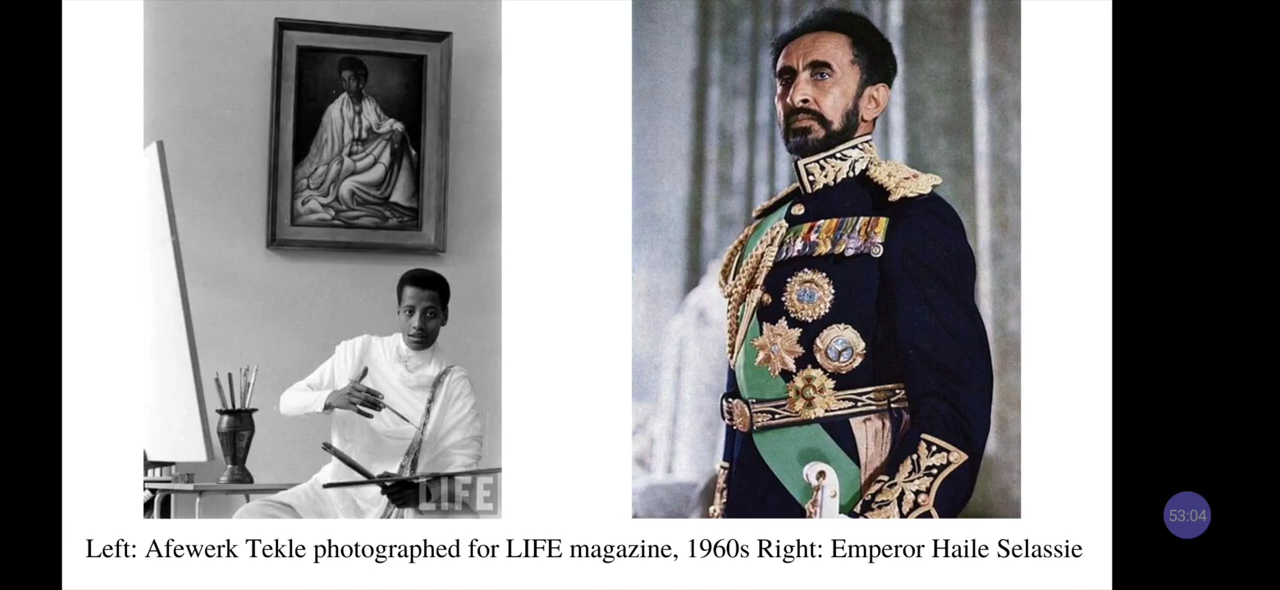 LIFE
Left: Afewerk Tekle photographed for LIFE magazine, 1960s Right: Emperor Haile Selassie
53:04